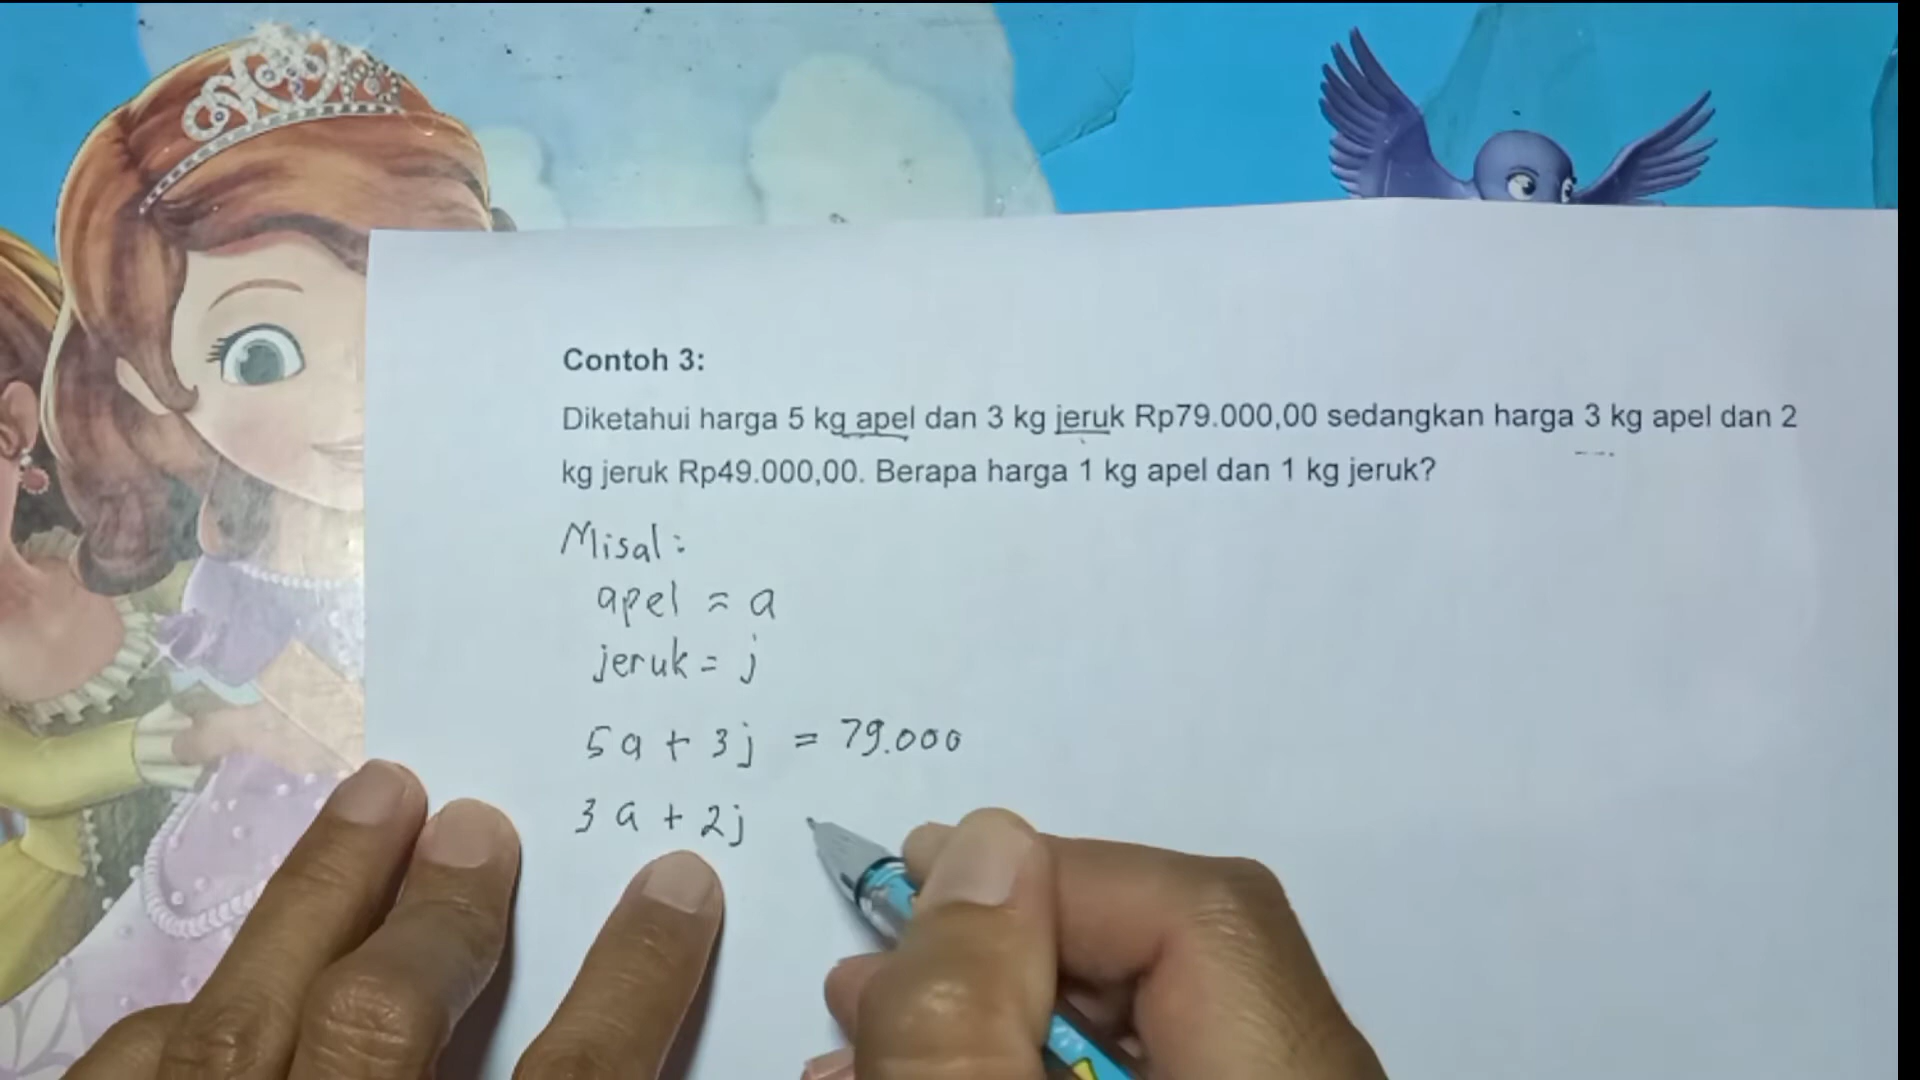 Contoh 3:
Diketahui harga 5 kg apel dan 3 kg jeruk Rp79.000,00 sedangkan harga 3 kg apel dan 2
kg jeruk Rp49.000,00. Berapa harga 1 kg apel dan 1 kg jeruk?
Misal:
apel = a
jeruk = j
5a + 3j = 79.000
3a + 2j